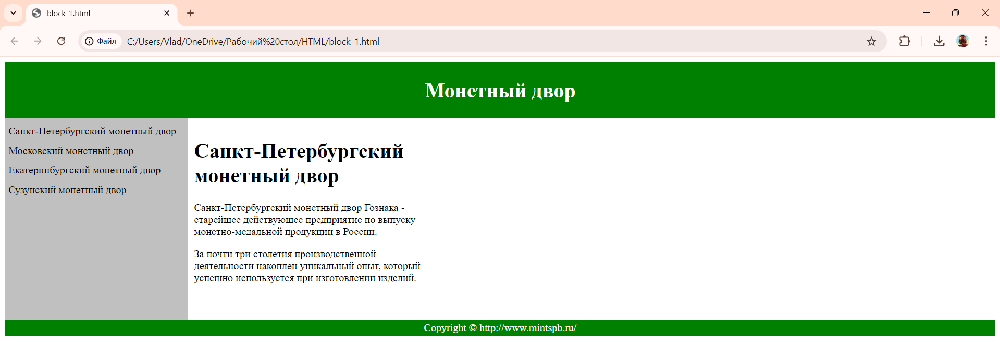 block_1.html
Файл
C:/Users/Vlad/OneDrive/Рабочий%20стол/HTML/block_1.html
Монетный двор
Санкт-Петербургский монетный двор
Московский монетный двор
Екатеринбургский монетный двор
Сузунский монетный двор
Санкт-Петербургский
монетный двор
Санкт-Петербургский монетный двор Гознака -
старейшее действующее предприятие по выпуску
монетно-медальной продукции в России.
За почти три столетия производственной
деятельности накоплен уникальный опыт, который
успешно используется при изготовлении изделий.
Copyright © http://www.mintspb.ru/